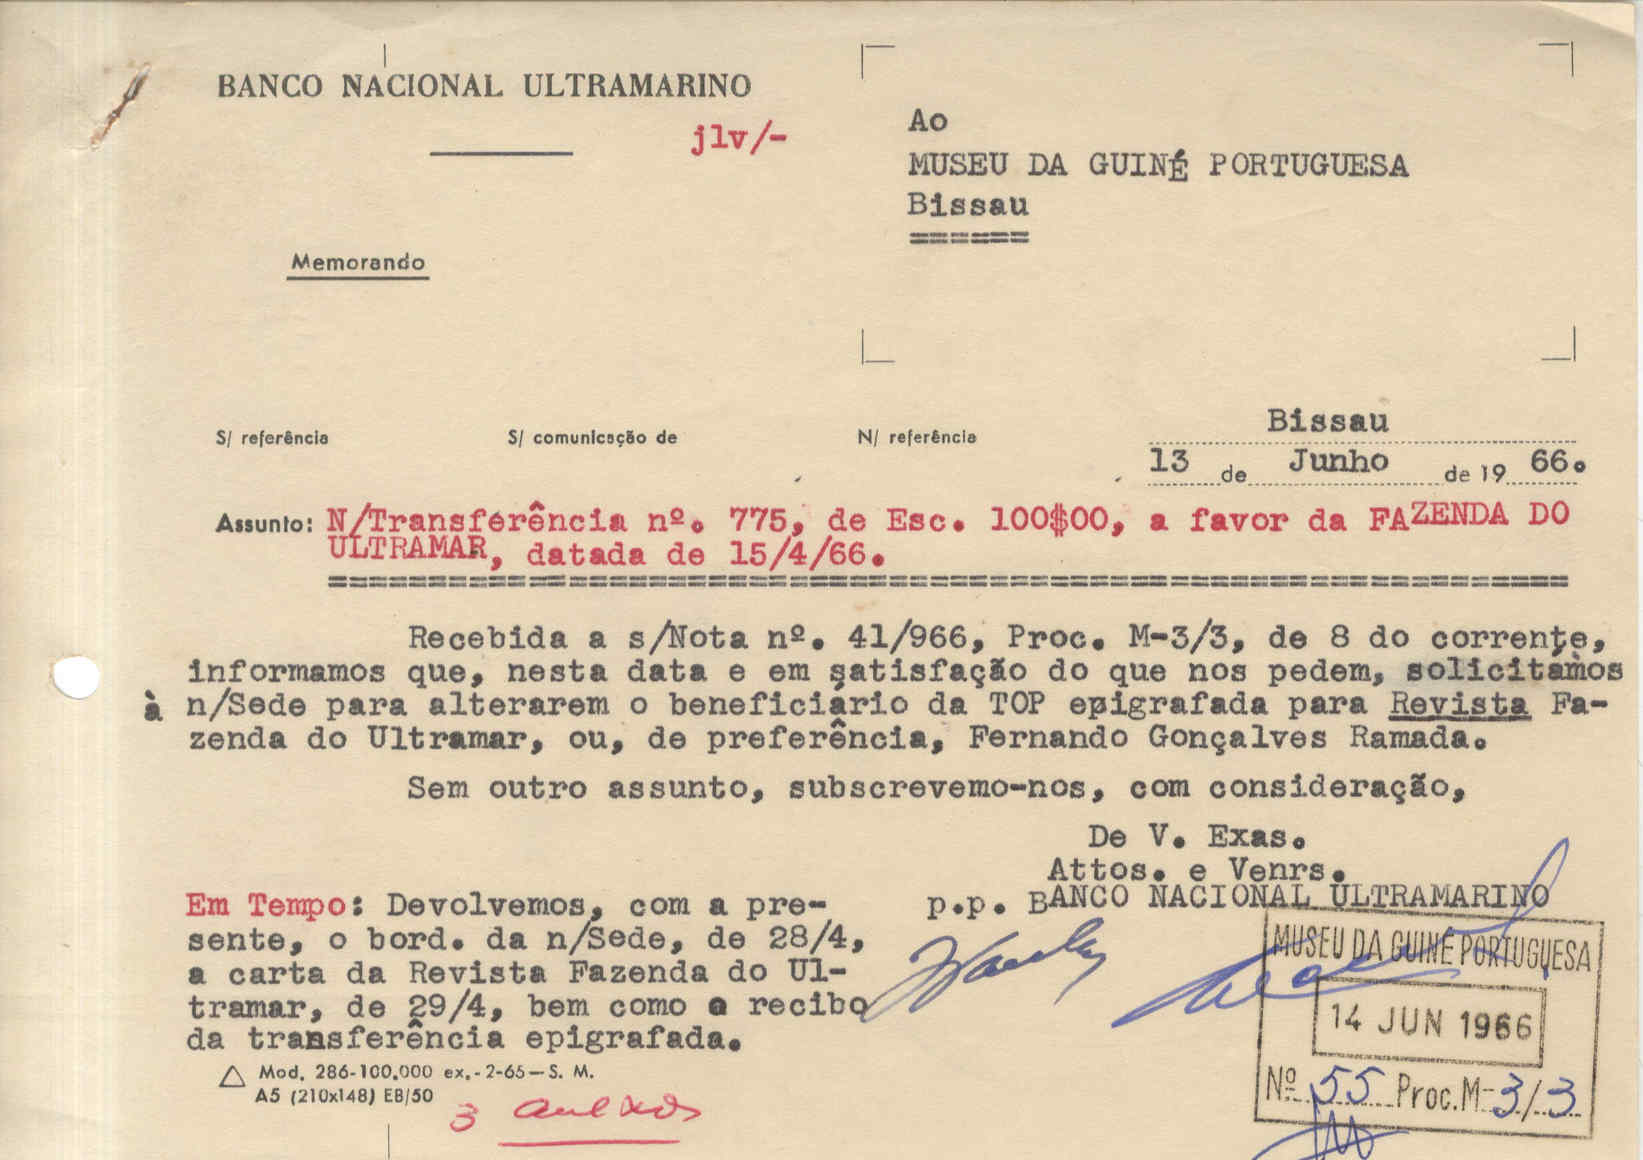 BANCO NACIONAL ULTRAMARINO
jlv/-
Ao
MUSEU DA GUINÉ PORTUGUESA
Bissau
======
Memorando
S/ referência
S/ comunicação de
N/ referência
Bissau
13 de Junho de 19 66.
Assunto: N/Transferência nº. 775, de Esc. 100$00, a favor da FAZENDA DO
ULTRAMAR, datada de 15/4/66.
Recebida a s/Nota nº. 41/966, Proc. M-3/3, de 8 do corrente,
informamos que, nesta data e em satisfação do que nos pedem, solicitámos
à n/Sede para alterarem o beneficiário da TOP epigrafada para Revista Fa-
zenda do Ultramar, ou, de preferência, Fernando Gonçalves Ramada.
Sem outro assunto, subscrevemo-nos, com consideração,
De V. Exas.
Attos. e Venrs.
p.p. BANCO NACIONAL ULTRAMARINO
Em Tempo: Devolvemos, com a pre-
sente, o bord. da n/Sede, de 28/4,
a carta da Revista Fazenda do Ul-
tramar, de 29/4, bem como o recibo
da transferência epigrafada.
MUSEU DA GUINÉ PORTUGUESA
14 JUN 1966
Nº 55 Proc. M-3/3
Mod. 286-100.000 ex.-2-65-S. M.
A5 (210x148) EB/50
3 anexos